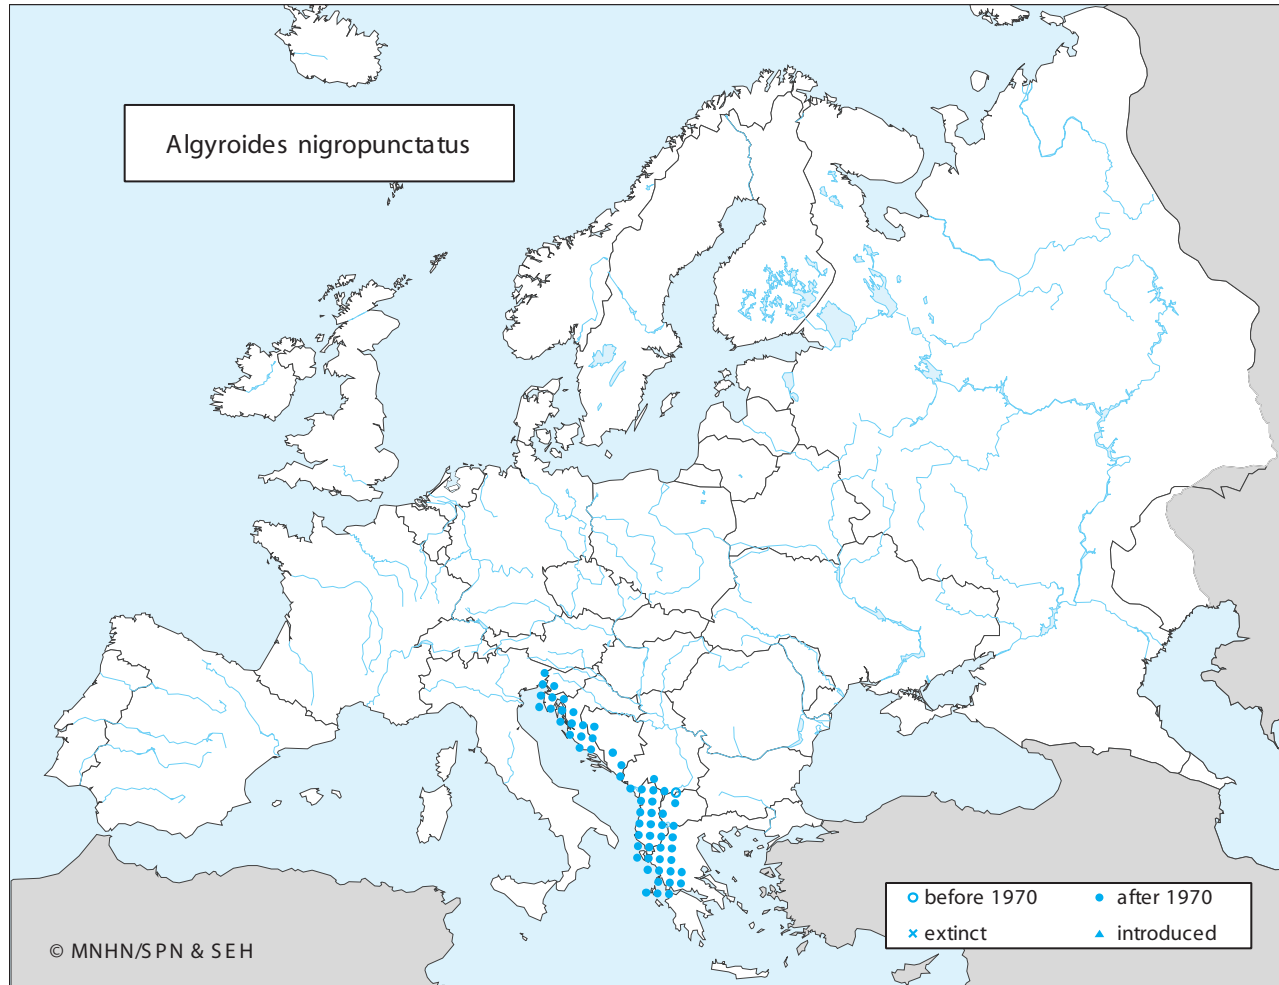 Algyroides nigropunctatus
before 1970
after 1970
extinct
introduced
© MNHN/SPN & SEH